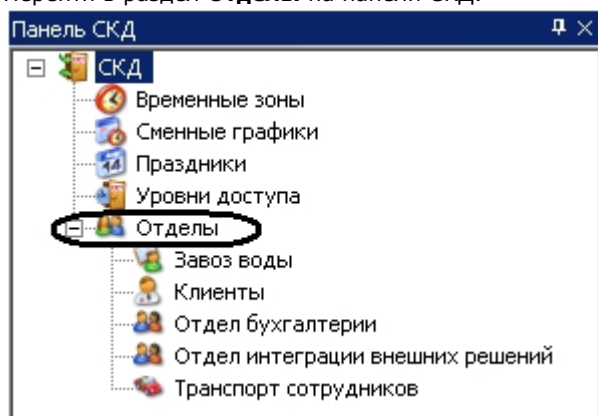 Перейти в раздел Отделы на панели СКД.
Панель СКД
СКД
Временные зоны
Сменные графики
Праздники
Уровни доступа
Отделы
Завоз воды
Клиенты
Отдел бухгалтерии
Отдел интеграции внешних решений
Транспорт сотрудников